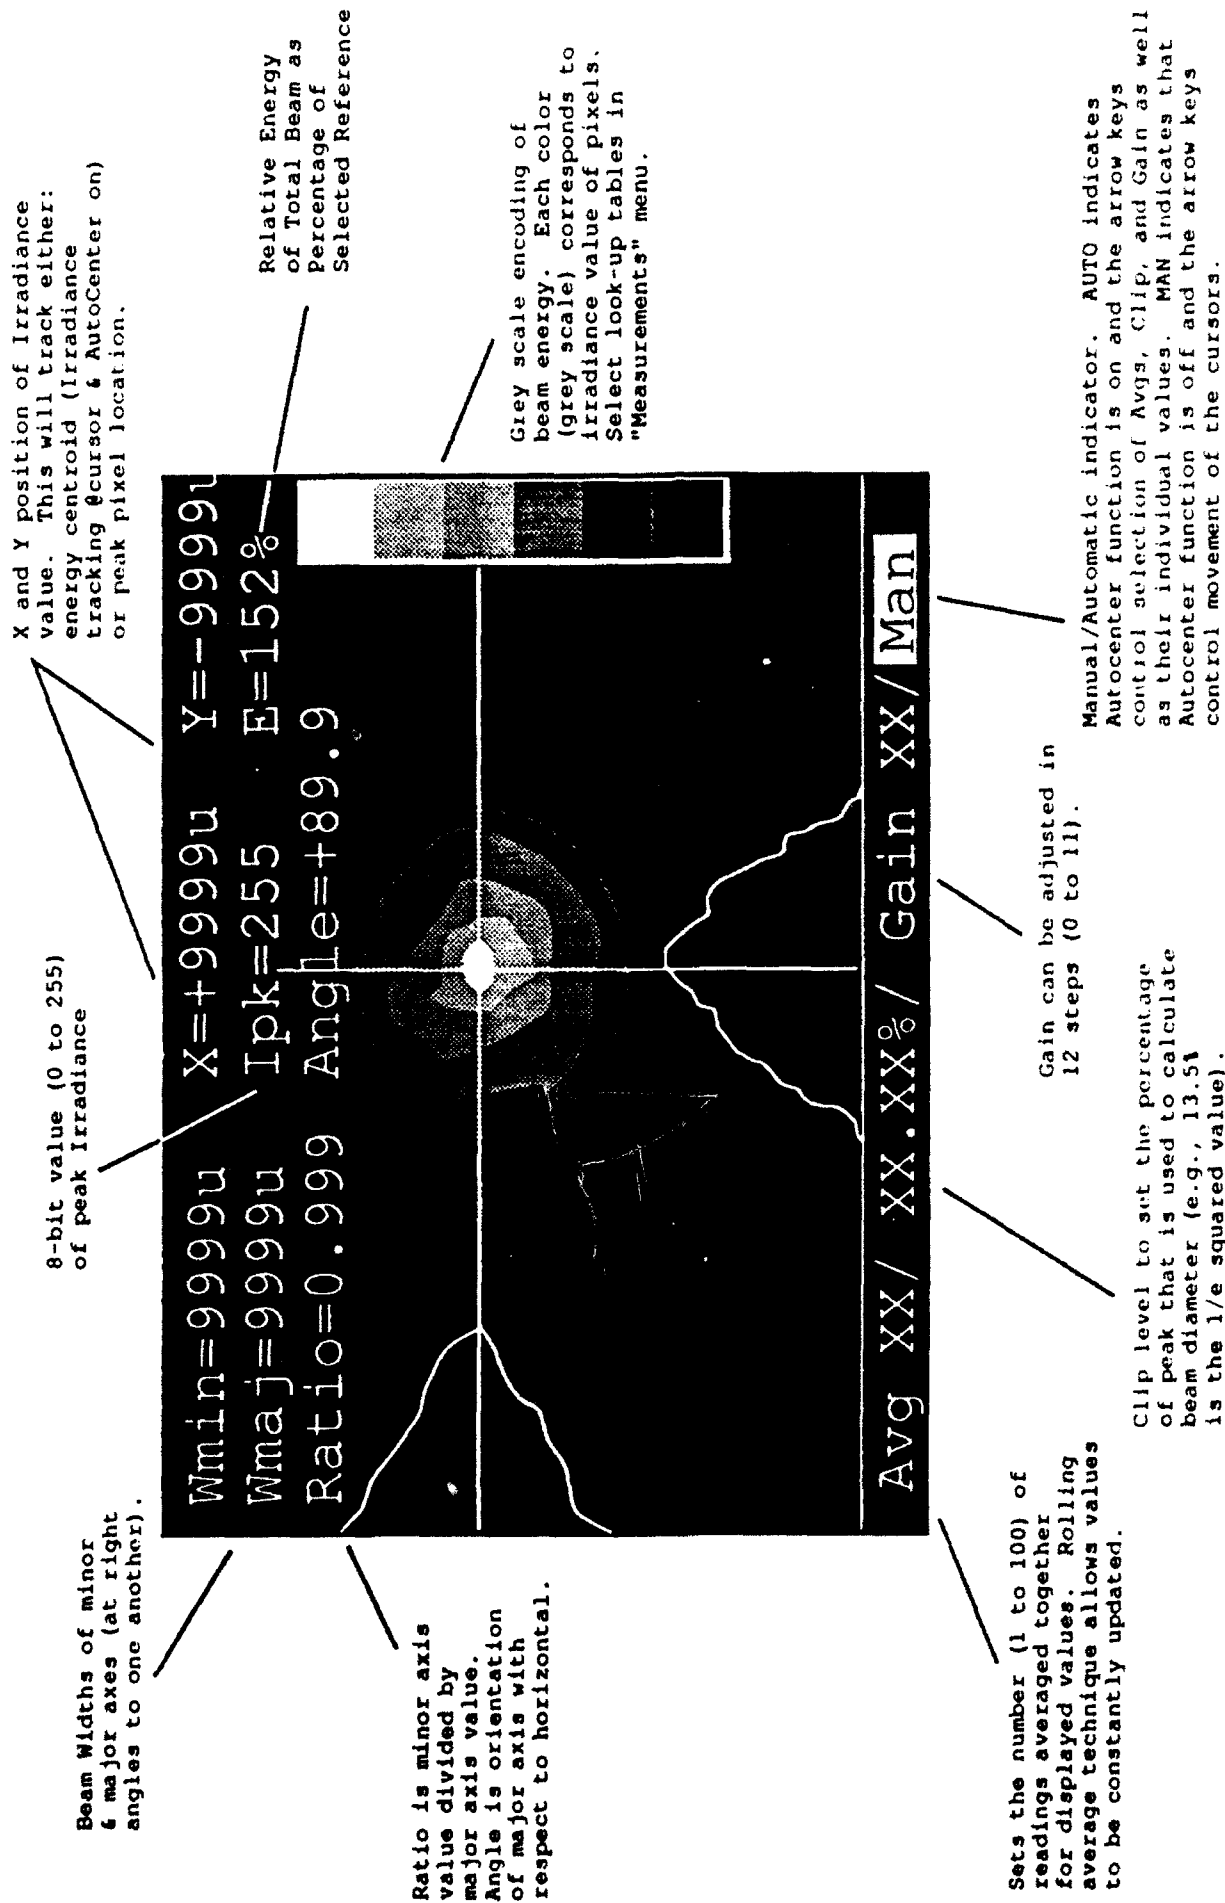 X and Y position of Irradiance
value. This will track either:
energy centroid (Irradiance
tracking @cursor & AutoCenter on)
or peak pixel location.
8-bit value (0 to 255)
of peak Irradiance
Relative Energy
of Total Beam as
Percentage of
Selected Reference
Beam Widths of minor
& major axes (at right
angles to one another).
Wmin=9999u X=+9999u Y=-9999u
Wmaj=9999u Ipk=255 E=152%
Ratio=0.999 Angle=+89.9
Grey scale encoding of
beam energy. Each color
(grey scale) corresponds to
irradiance value of pixels.
Select look-up tables in
"Measurements" menu.
Ratio is minor axis
value divided by
major axis value.
Angle is orientation
of major axis with
respect to horizontal.
Avg XX/ XX.XX%/ Gain XX/Man
Sets the number (1 to 100) of
readings averaged together
for displayed values. Rolling
average technique allows values
to be constantly updated.
Clip level to set the percentage
of peak that is used to calculate
beam diameter (e.g., 13.5%
is the 1/e squared value).
Gain can be adjusted in
12 steps (0 to 11).
Manual/Automatic indicator. AUTO indicates
Autocenter function is on and the arrow keys
control selection of Avgs, Clip, and Gain as well
as their individual values. MAN indicates that
Autocenter function is off and the arrow keys
control movement of the cursors.